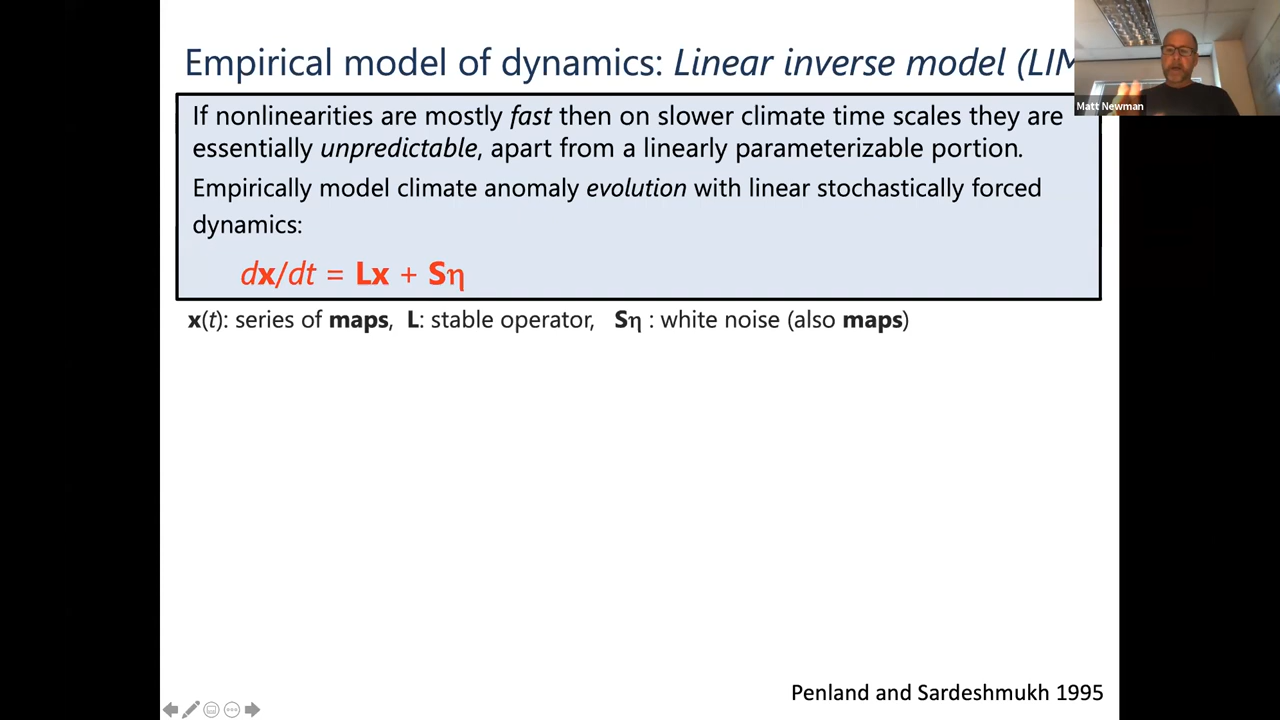 Empirical model of dynamics: Linear inverse model (LIM
Matt Newman
If nonlinearities are mostly fast then on slower climate time scales they are
essentially unpredictable, apart from a linearly parameterizable portion.
Empirically model climate anomaly evolution with linear stochastically forced
dynamics:
dx/dt = Lx + Sη
x(t): series of maps, L: stable operator, Sη : white noise (also maps)
Penland and Sardeshmukh 1995